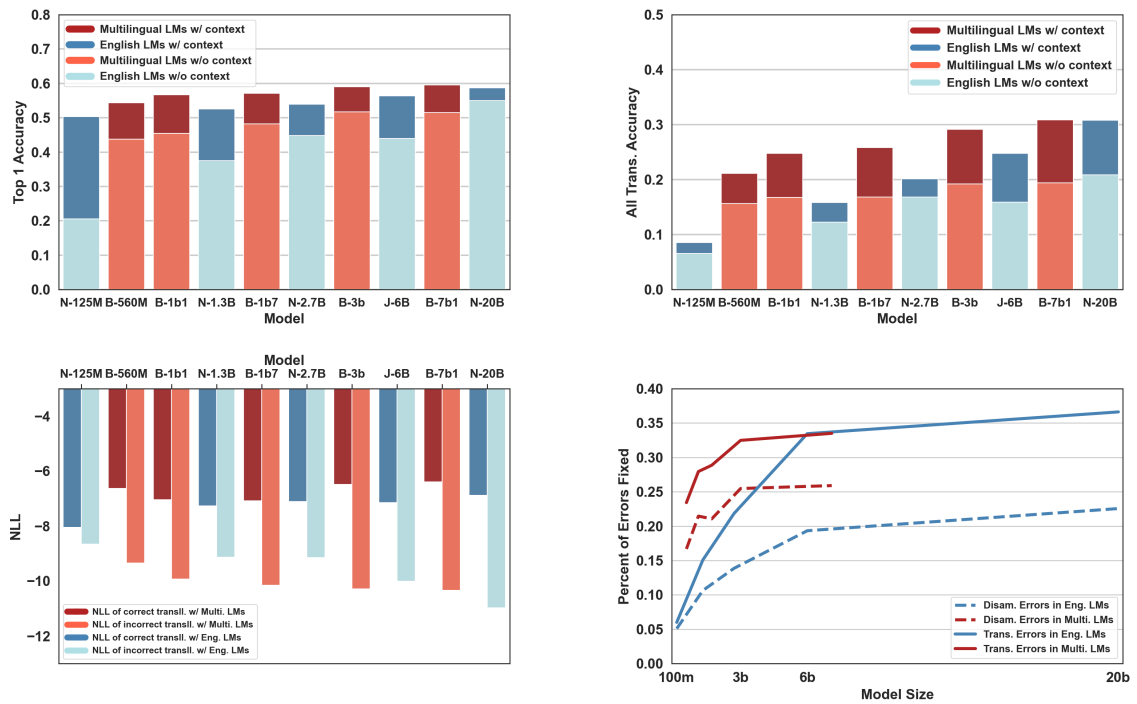 0.8
0.7
0.6
0.5
0.4
0.3
0.2
0.1
0.0
Top 1 Accuracy
Multilingual LMs w/ context
English LMs w/ context
Multilingual LMs w/o context
English LMs w/o context
N-125M B-560M B-1b1 N-1.3B B-1b7 N-2.7B B-3b J-6B B-7b1 N-20B
Model
0.5
0.4
0.3
0.2
0.1
0.0
All Trans. Accuracy
Multilingual LMs w/ context
English LMs w/ context
Multilingual LMs w/o context
English LMs w/o context
N-125M B-560M B-1b1 N-1.3B B-1b7 N-2.7B B-3b J-6B B-7b1 N-20B
Model
Model
N-125M B-560M B-1b1 N-1.3B B-1b7 N-2.7B B-3b J-6B B-7b1 N-20B
−4
−6
−8
−10
−12
NLL
NLL of correct transll. w/ Multi. LMs
NLL of incorrect transll. w/ Multi. LMs
NLL of correct transll. w/ Eng. LMs
NLL of incorrect transll. w/ Eng. LMs
0.40
0.35
0.30
0.25
0.20
0.15
0.10
0.05
0.00
Percent of Errors Fixed
Disam. Errors in Eng. LMs
Disam. Errors in Multi. LMs
Trans. Errors in Eng. LMs
Trans. Errors in Multi. LMs
100m 3b 6b 20b
Model Size